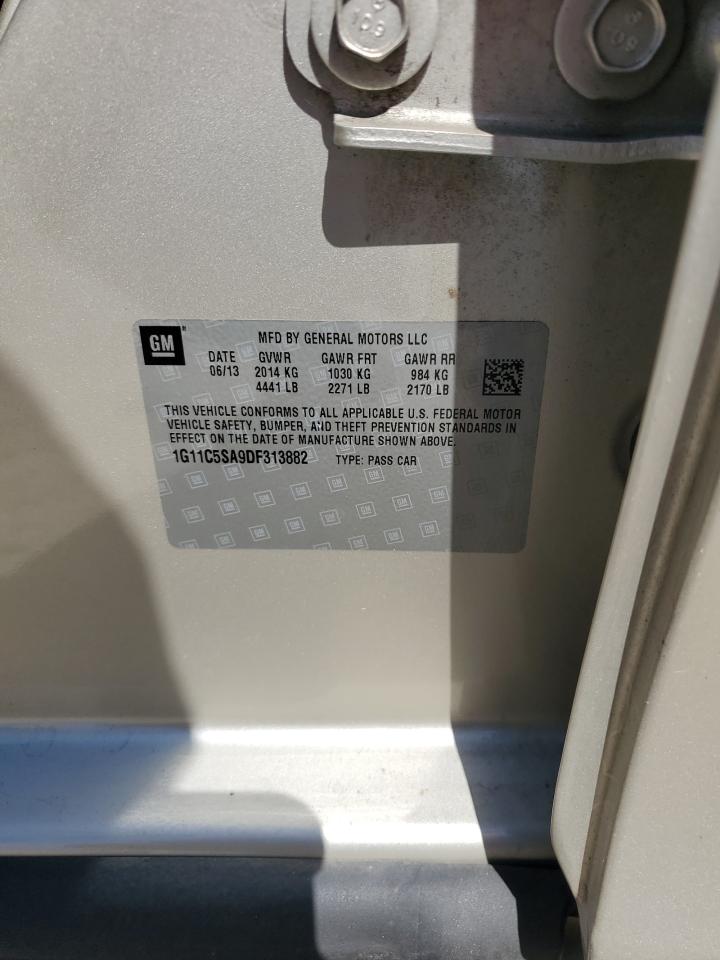 109
GM
MFD BY GENERAL MOTORS LLC
DATE GVWR GAWR FRT GAWR RR
06/13 2014 KG 1030 KG 984 KG
4441 LB 2271 LB 2170 LB
THIS VEHICLE CONFORMS TO ALL APPLICABLE U.S. FEDERAL MOTOR
VEHICLE SAFETY, BUMPER, AND THEFT PREVENTION STANDARDS IN
EFFECT ON THE DATE OF MANUFACTURE SHOWN ABOVE.
1G11C5SA9DF313882 TYPE: PASS CAR